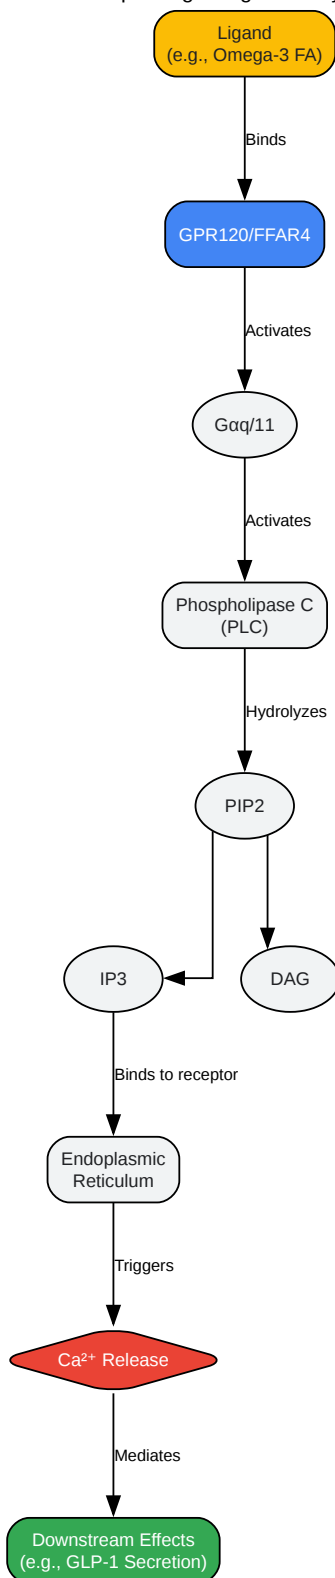 Ligand
(e.g., Omega-3 FA)
Binds
GPR120/FFAR4
Activates
Gαq/11
Activates
Phospholipase C
(PLC)
Hydrolyzes
PIP2
IP3
DAG
Binds to receptor
Endoplasmic
Reticulum
Triggers
Ca²⁺ Release
Mediates
Downstream Effects
(e.g., GLP-1 Secretion)